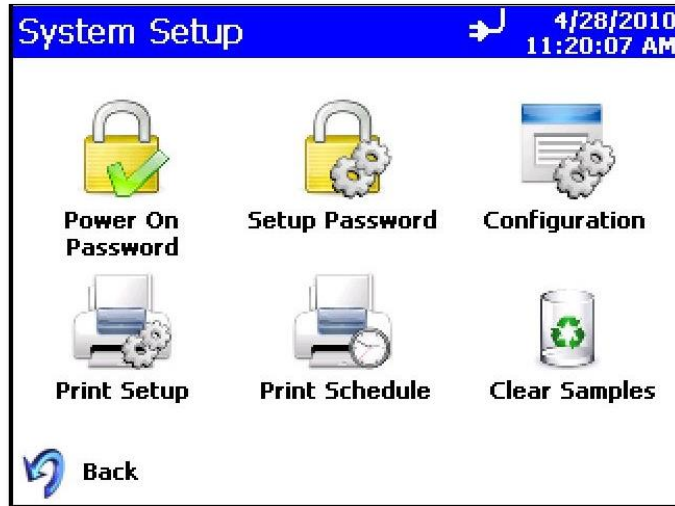 System Setup
4/28/2010
11:20:07 AM
Power On
Password
Setup Password
Configuration
Print Setup
Print Schedule
Clear Samples
Back